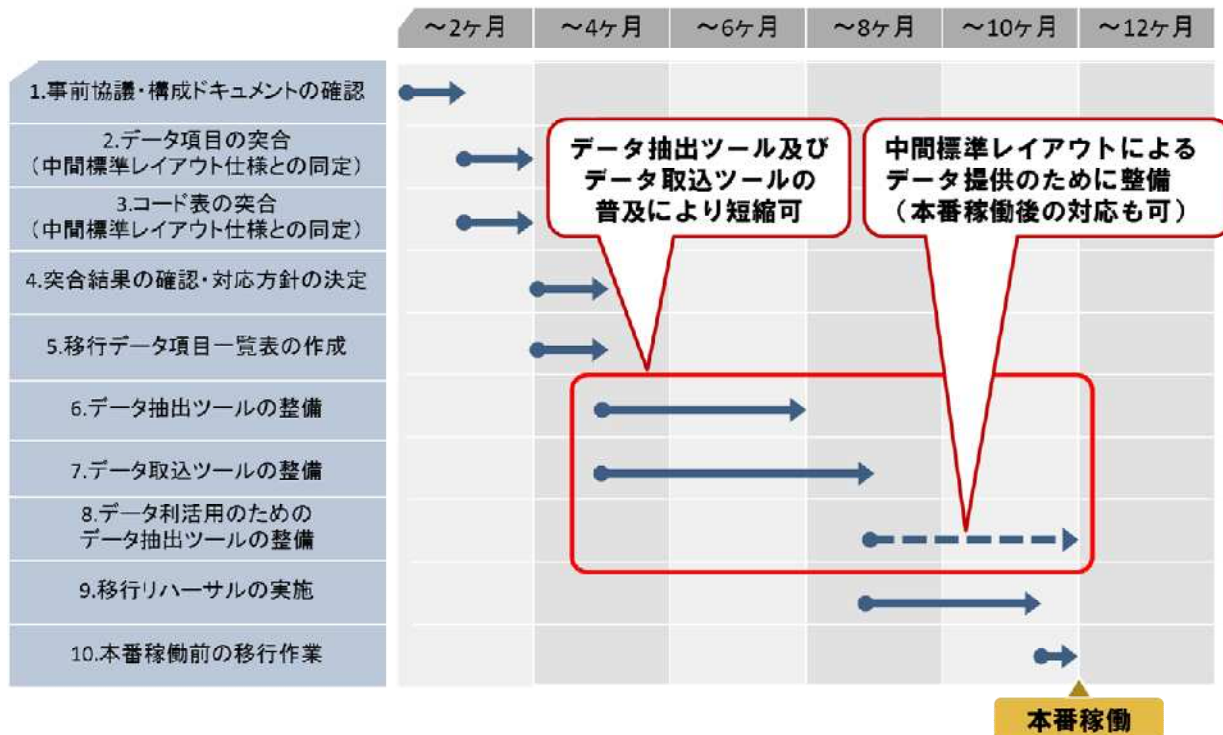 ～2ヶ月 ～4ヶ月 ～6ヶ月 ～8ヶ月 ～10ヶ月 ～12ヶ月
1.事前協議・構成ドキュメントの確認
2.データ項目の突合
（中間標準レイアウト仕様との同定）
3.コード表の突合
（中間標準レイアウト仕様との同定）
4.突合結果の確認・対応方針の決定
5.移行データ項目一覧表の作成
6.データ抽出ツールの整備
7.データ取込ツールの整備
8.データ利活用のための
データ抽出ツールの整備
9.移行リハーサルの実施
10.本番稼働前の移行作業
データ抽出ツール及び
データ取込ツールの
普及により短縮可
中間標準レイアウトによる
データ提供のために整備
（本番稼働後の対応も可）
本番稼働